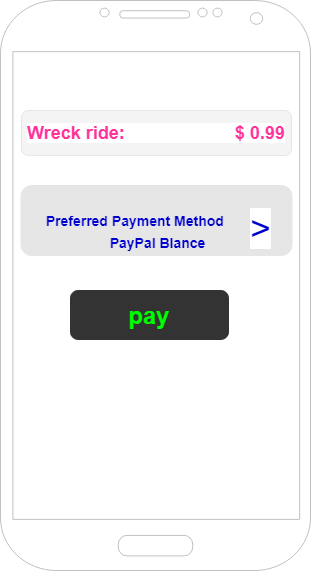 Wreck ride: $ 0.99
Preferred Payment Method
PayPal Blance
>
pay